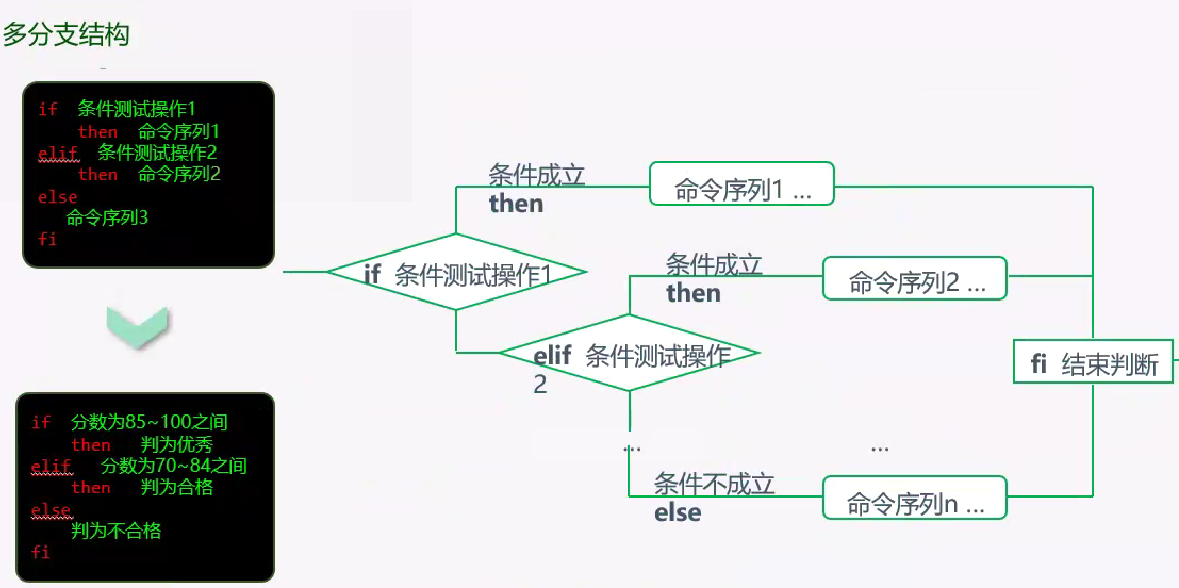 多分支结构
if 条件测试操作1
then 命令序列1
elif 条件测试操作2
then 命令序列2
else
命令序列3
fi
if 分数为85~100之间
then 判为优秀
elif 分数为70~84之间
then 判为合格
else
判为不合格
fi
条件成立
then
命令序列1 ...
if 条件测试操作1
条件成立
then
命令序列2 ...
elif 条件测试操作
2
fi 结束判断
... ...
条件不成立
else
命令序列n ...